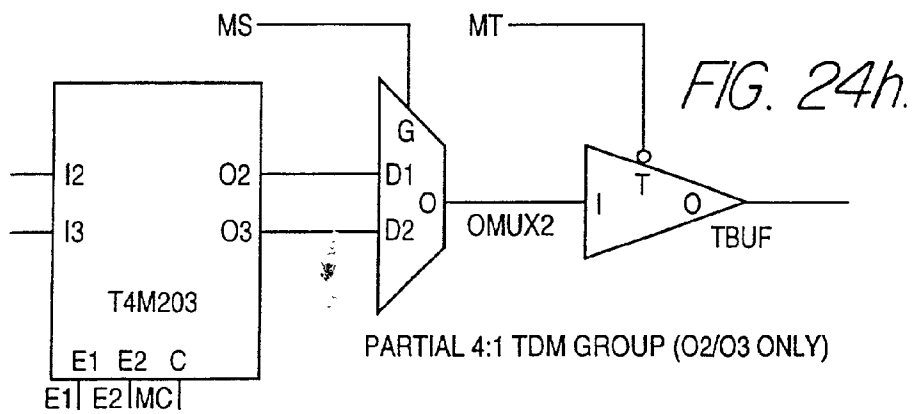 MS
MT
FIG. 24h.
G
I2
O2
D1
O
I
T
O
I3
O3
D2
OMUX2
TBUF
T4M203
PARTIAL 4:1 TDM GROUP (O2/O3 ONLY)
E1 E2 C
E1 E2 MC